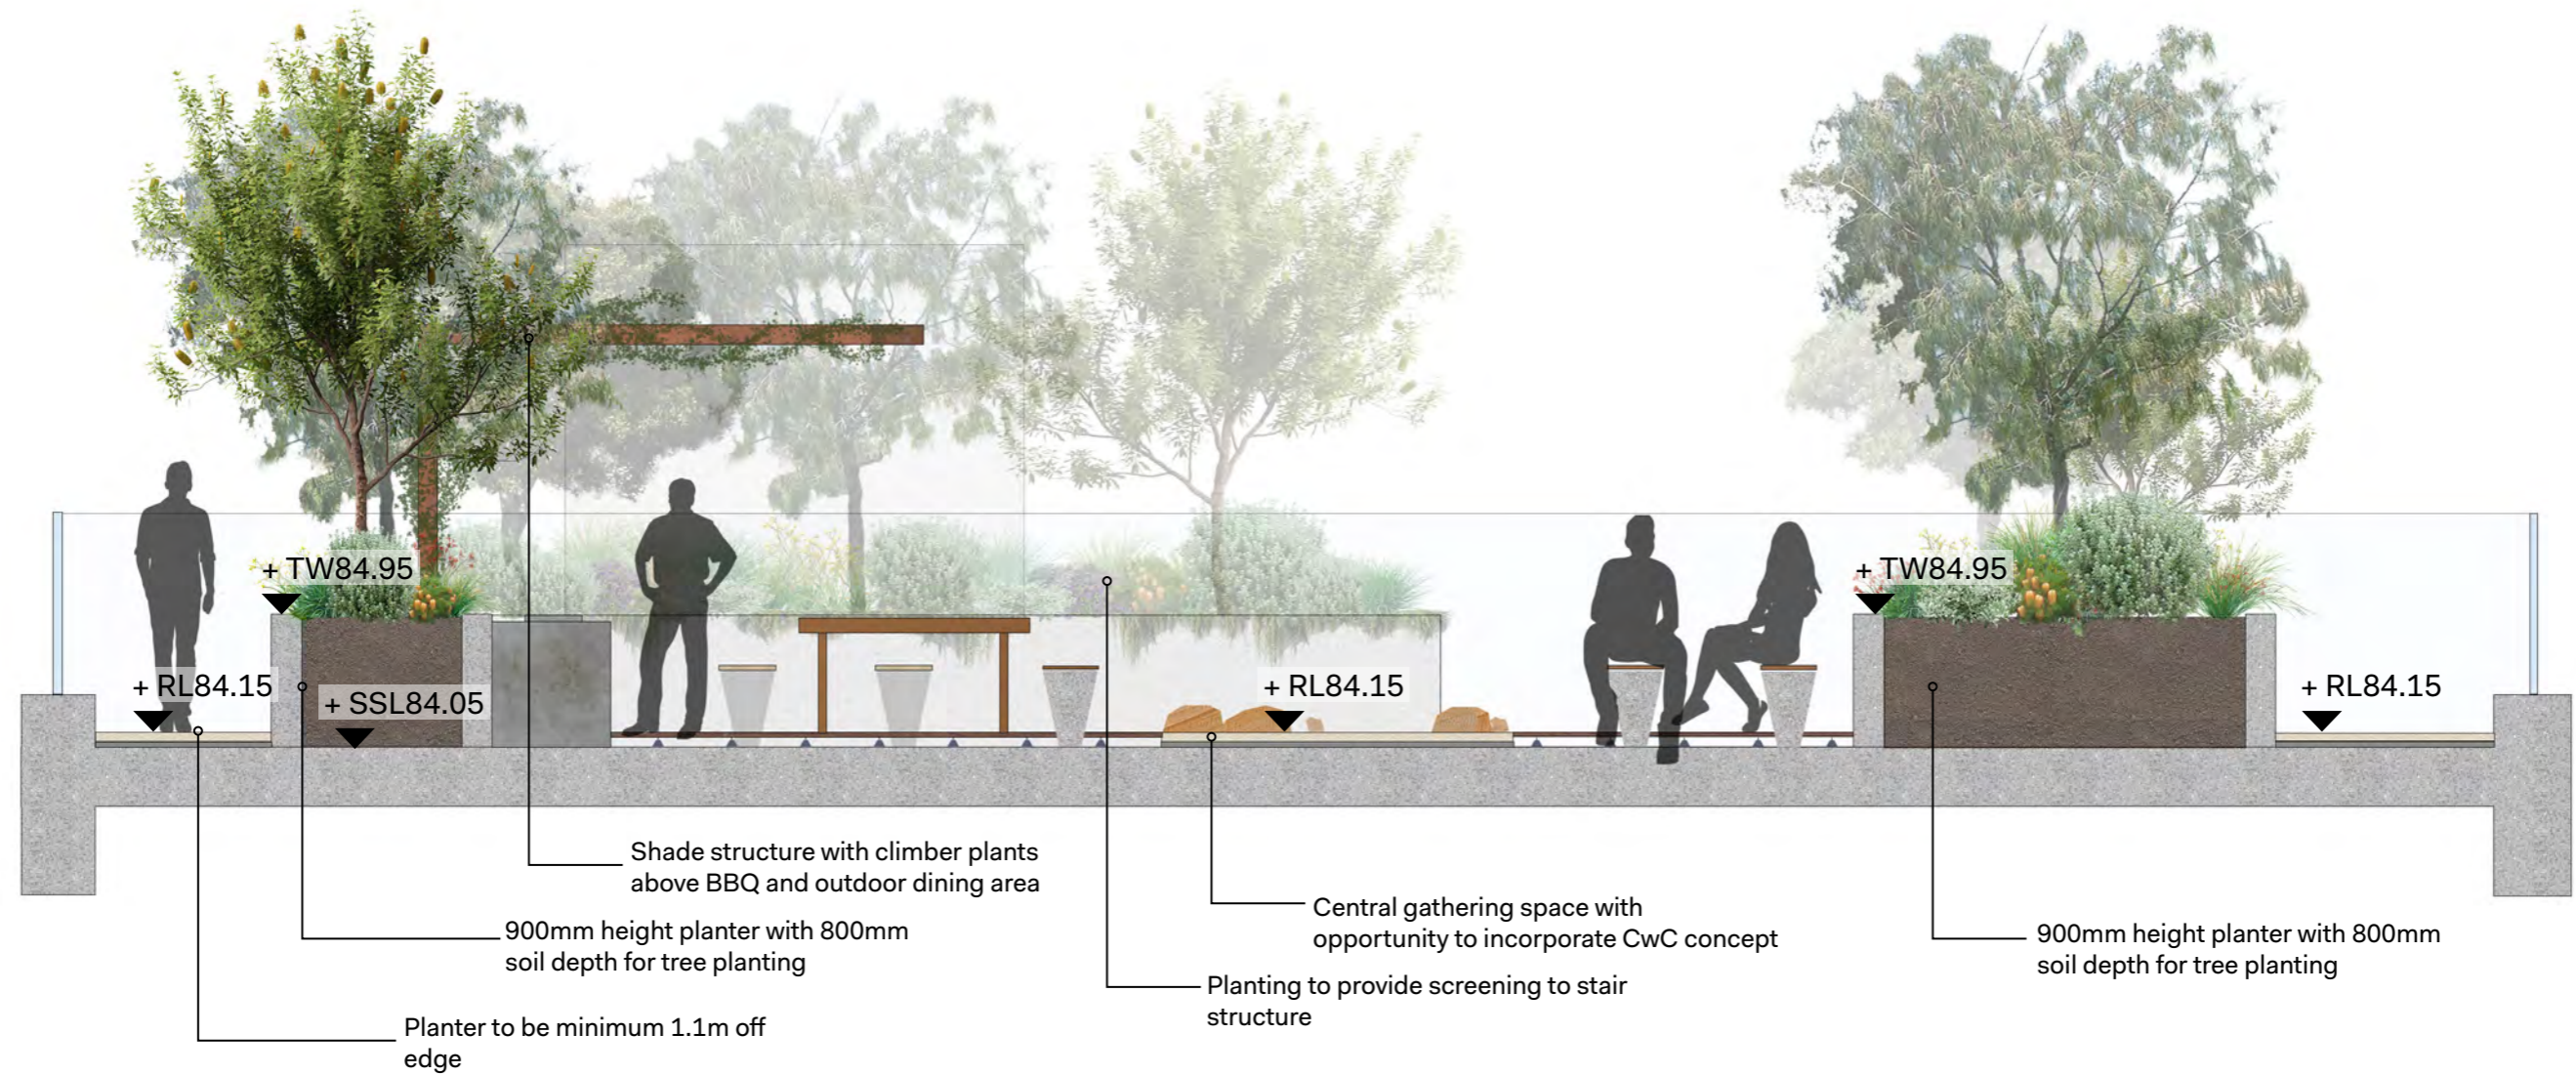 + TW84.95
+ TW84.95
+ RL84.15
+ SSL84.05
+ RL84.15
+ RL84.15
Shade structure with climber plants
above BBQ and outdoor dining area
900mm height planter with 800mm
soil depth for tree planting
Planter to be minimum 1.1m off
edge
Central gathering space with
opportunity to incorporate CwC concept
Planting to provide screening to stair
structure
900mm height planter with 800mm
soil depth for tree planting